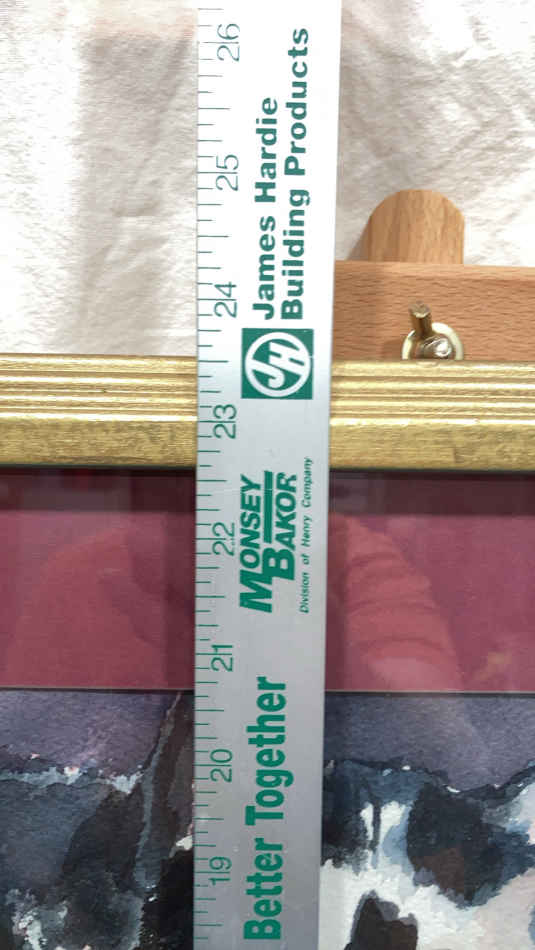 26
25
24
23
22
21
20
19
James Hardie
Building Products
JH
MONSEY
BAKOR
Division of Henry Company
Better Together